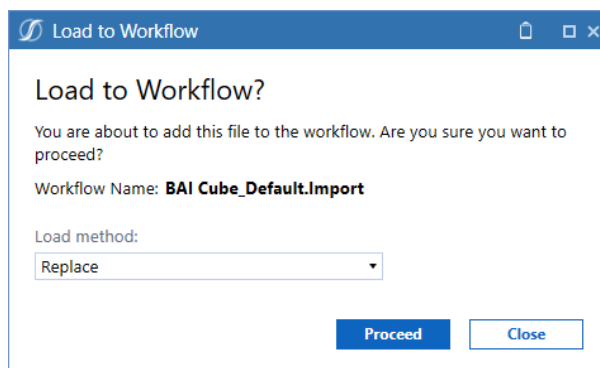 Load to Workflow
Load to Workflow?
You are about to add this file to the workflow. Are you sure you want to
proceed?
Workflow Name: BAI Cube_Default.Import
Load method:
Replace
Proceed Close